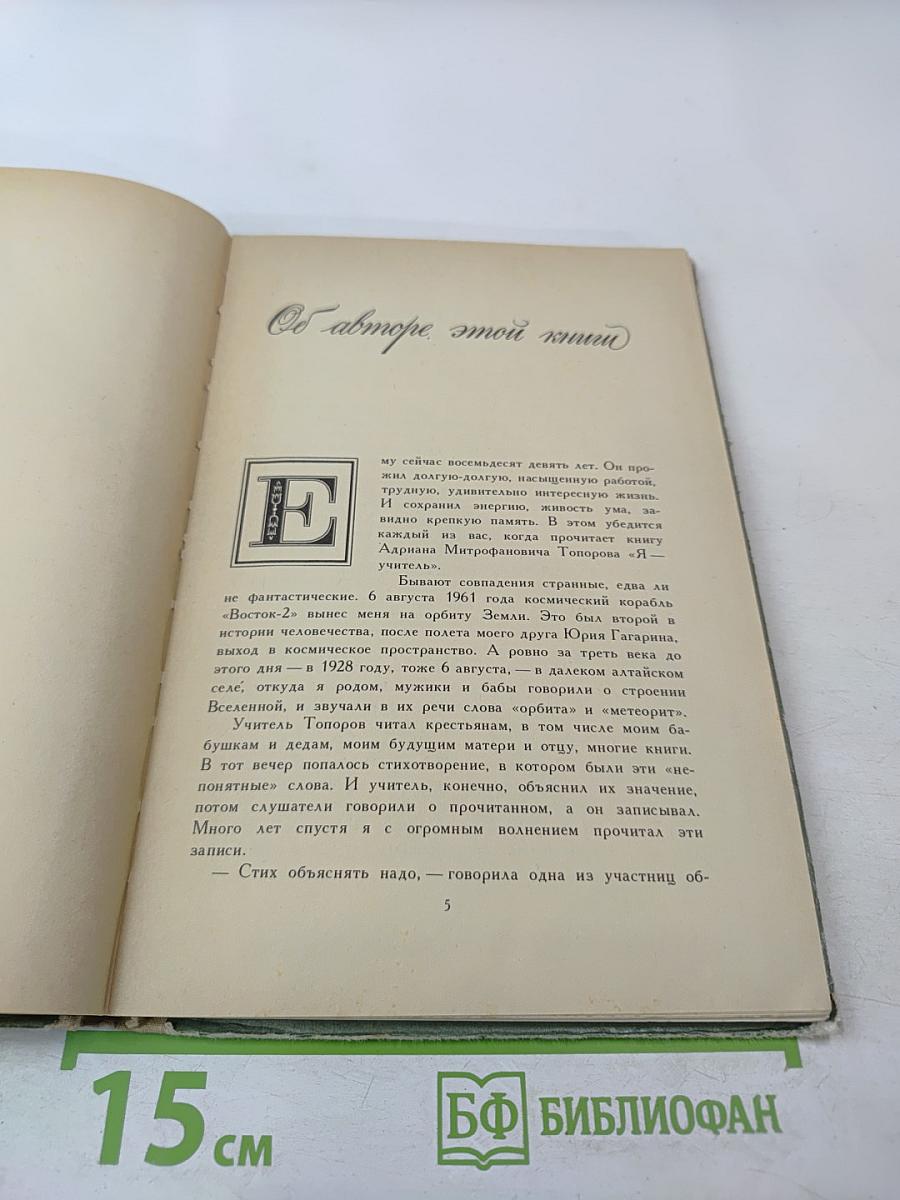 Об авторе этой книги
Ему сейчас восемьдесят девять лет. Он про-
жил долгую-долгую, насыщенную работой,
трудную, удивительно интересную жизнь.
И сохранил энергию, живость ума, за-
видно крепкую память. В этом убедится
каждый из вас, когда прочитает книгу
Адриана Митрофановича Топорова «Я —
учитель».
Бывают совпадения странные, едва ли
не фантастические. 6 августа 1961 года космический корабль
«Восток-2» вынес меня на орбиту Земли. Это был второй в
истории человечества, после полета моего друга Юрия Гагарина,
выход в космическое пространство. А ровно за треть века до
этого дня — в 1928 году, тоже 6 августа, — в далеком алтайском
селе, откуда я родом, мужики и бабы говорили о строении
Вселенной, и звучали в их речи слова «орбита» и «метеорит».
Учитель Топоров читал крестьянам, в том числе моим ба-
бушкам и дедам, моим будущим матери и отцу, многие книги.
В тот вечер попалось стихотворение, в котором были эти «не-
понятные» слова. И учитель, конечно, объяснил их значение,
потом слушатели говорили о прочитанном, а он записывал.
Много лет спустя я с огромным волнением прочитал эти
записи.
— Стих объяснять надо, — говорила одна из участниц об-
5
15 см
БФ БИБЛИОФАН